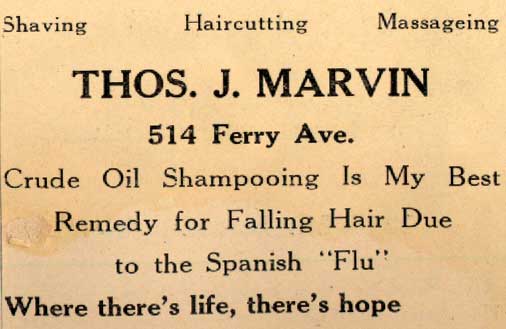 Shaving Haircutting Massageing
THOS. J. MARVIN
514 Ferry Ave.
Crude Oil Shampooing Is My Best
Remedy for Falling Hair Due
to the Spanish "Flu"
Where there's life, there's hope